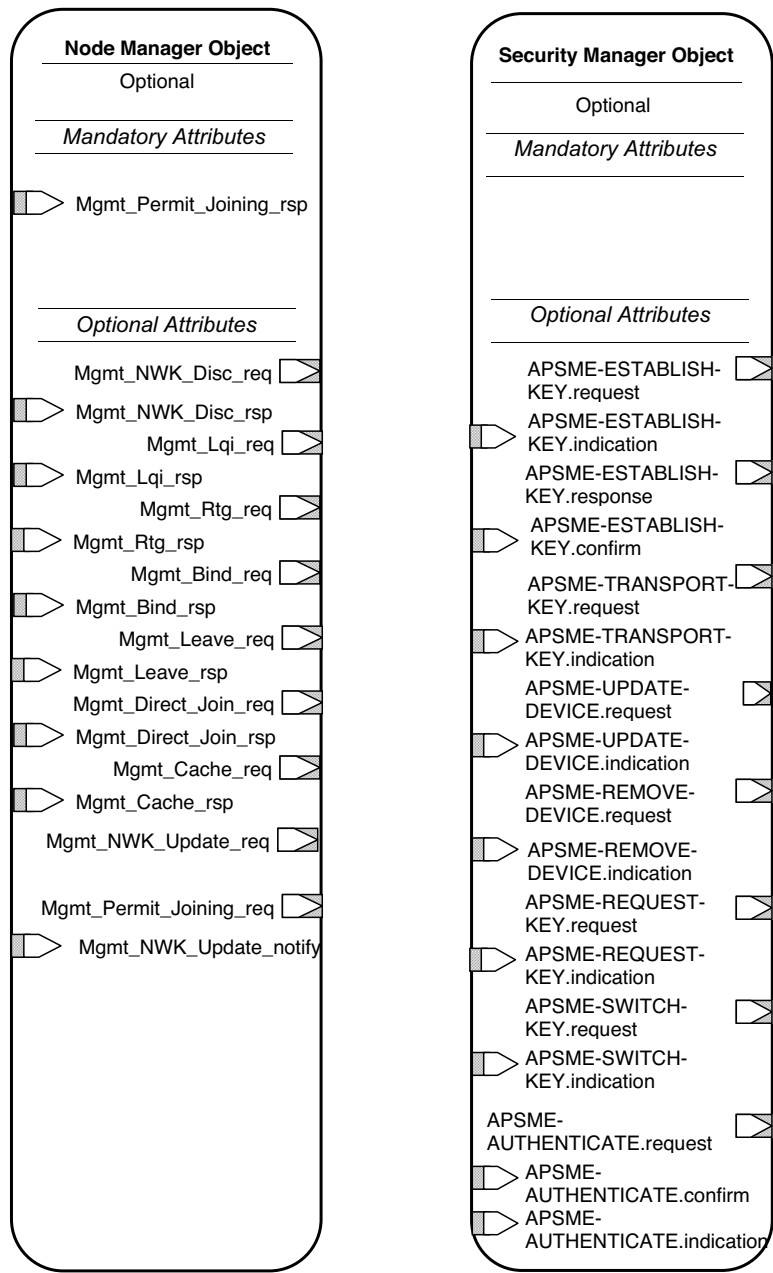 Node Manager Object
Optional
Mandatory Attributes
Mgmt_Permit_Joining_rsp
Optional Attributes
Mgmt_NWK_Disc_req
Mgmt_NWK_Disc_rsp
Mgmt_Lqi_req
Mgmt_Lqi_rsp
Mgmt_Rtg_req
Mgmt_Rtg_rsp
Mgmt_Bind_req
Mgmt_Bind_rsp
Mgmt_Leave_req
Mgmt_Leave_rsp
Mgmt_Direct_Join_req
Mgmt_Direct_Join_rsp
Mgmt_Cache_req
Mgmt_Cache_rsp
Mgmt_NWK_Update_req
Mgmt_Permit_Joining_req
Mgmt_NWK_Update_notify
Security Manager Object
Optional
Mandatory Attributes
Optional Attributes
APSME-ESTABLISH-
KEY.request
APSME-ESTABLISH-
KEY.indication
APSME-ESTABLISH-
KEY.response
APSME-ESTABLISH-
KEY.confirm
APSME-TRANSPORT-
KEY.request
APSME-TRANSPORT-
KEY.indication
APSME-UPDATE-
DEVICE.request
APSME-UPDATE-
DEVICE.indication
APSME-REMOVE-
DEVICE.request
APSME-REMOVE-
DEVICE.indication
APSME-REQUEST-
KEY.request
APSME-REQUEST-
KEY.indication
APSME-SWITCH-
KEY.request
APSME-SWITCH-
KEY.indication
APSME-
AUTHENTICATE.request
APSME-
AUTHENTICATE.confirm
APSME-
AUTHENTICATE.indication